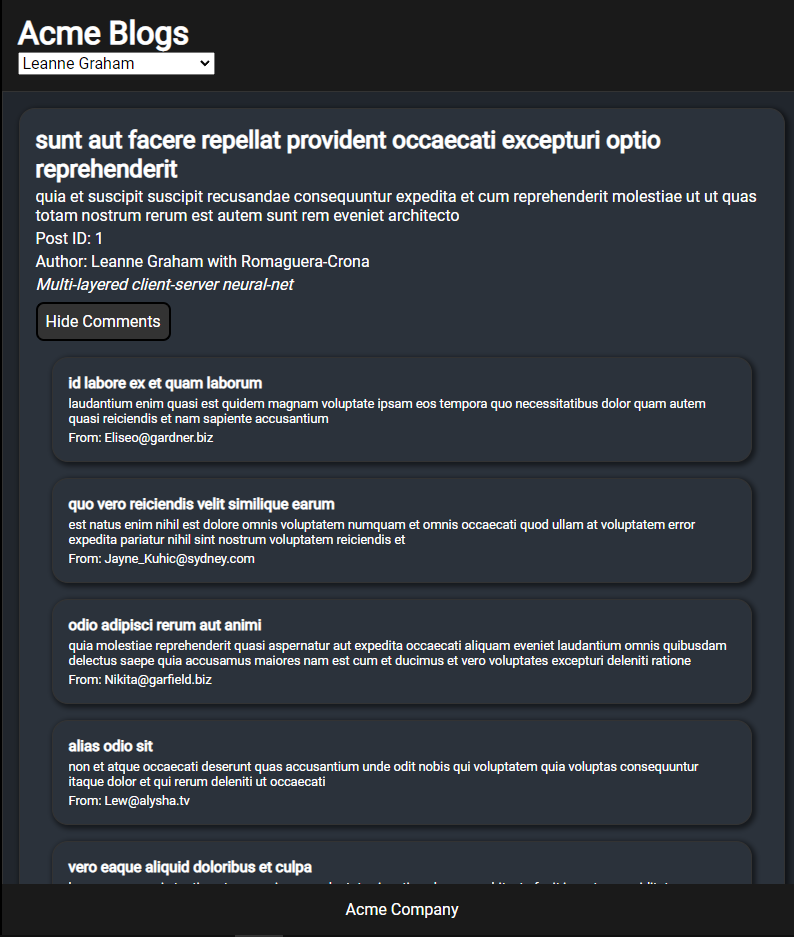 Acme Blogs
Leanne Graham
sunt aut facere repellat provident occaecati excepturi optio
reprehenderit
quia et suscipit suscipit recusandae consequuntur expedita et cum reprehenderit molestiae ut ut quas
totam nostrum rerum est autem sunt rem eveniet architecto
Post ID: 1
Author: Leanne Graham with Romaguera-Crona
Multi-layered client-server neural-net
Hide Comments
id labore ex et quam laborum
laudantium enim quasi est quidem magnam voluptate ipsam eos tempora quo necessitatibus dolor quam autem
quasi reiciendis et nam sapiente accusantium
From: Eliseo@gardner.biz
quo vero reiciendis velit similique earum
est natus enim nihil est dolore omnis voluptatem numquam et omnis occaecati quod ullam at voluptatem error
expedita pariatur nihil sint nostrum voluptatem reiciendis et
From: Jayne_Kuhic@sydney.com
odio adipisci rerum aut animi
quia molestiae reprehenderit quasi aspernatur aut expedita occaecati aliquam eveniet laudantium omnis quibusdam
delectus saepe quia accusamus maiores nam est cum et ducimus et vero voluptates excepturi deleniti ratione
From: Nikita@garfield.biz
alias odio sit
non et atque occaecati deserunt quas accusantium unde odit nobis qui voluptatem quia voluptas consequuntur
itaque dolor et qui rerum deleniti ut occaecati
From: Lew@alysha.tv
vero eaque aliquid doloribus et culpa
Acme Company